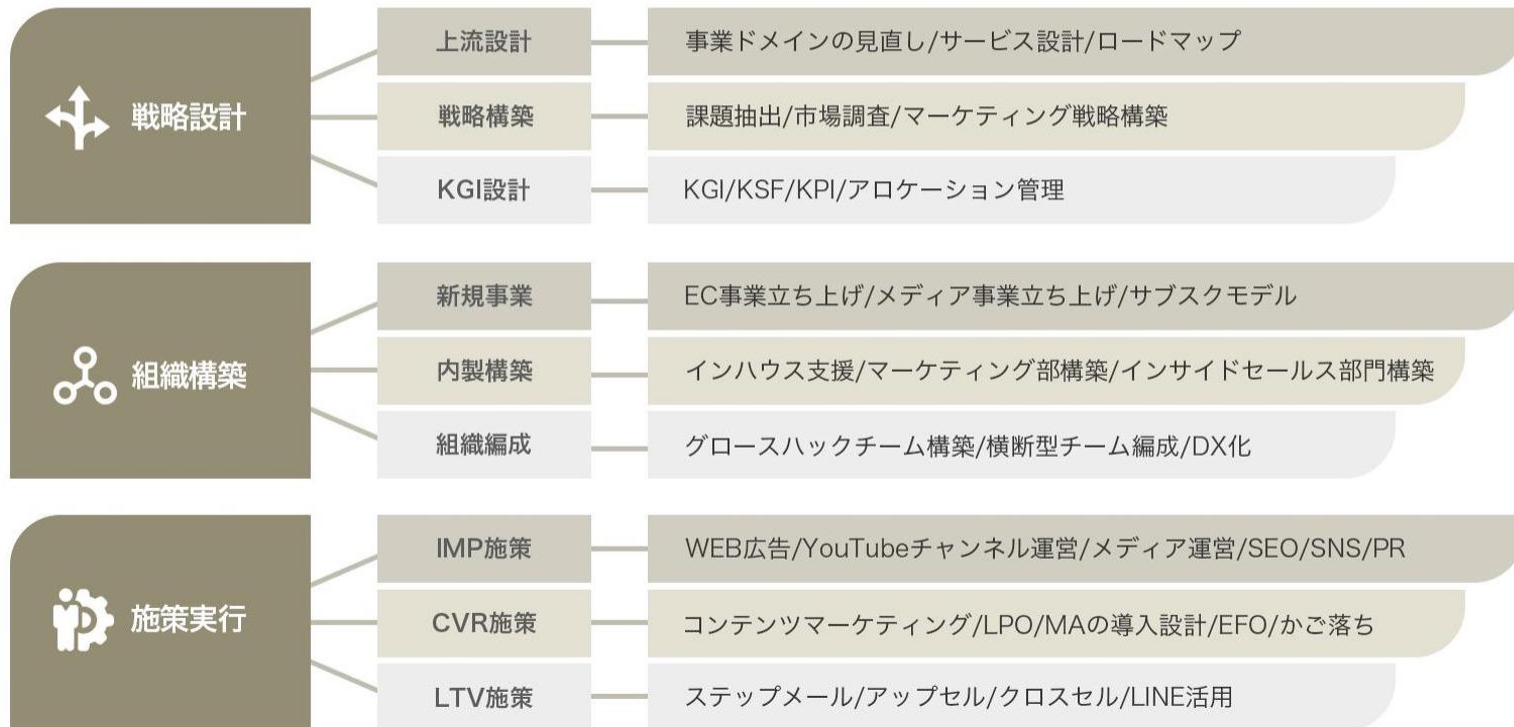 戦略設計
上流設計
事業ドメインの見直し/サービス設計/ロードマップ
戦略構築
課題抽出/市場調査/マーケティング戦略構築
KGI設計
KGI/KSF/KPI/アロケーション管理
組織構築
新規事業
EC事業立ち上げ/メディア事業立ち上げ/サブスクモデル
内製構築
インハウス支援/マーケティング部構築/インサイドセールス部門構築
組織編成
グロースハックチーム構築/横断型チーム編成/DX化
施策実行
IMP施策
WEB広告/YouTubeチャンネル運営/メディア運営/SEO/SNS/PR
CVR施策
コンテンツマーケティング/LPO/MAの導入設計/EFO/かご落ち
LTV施策
ステップメール/アップセル/クロスセル/LINE活用